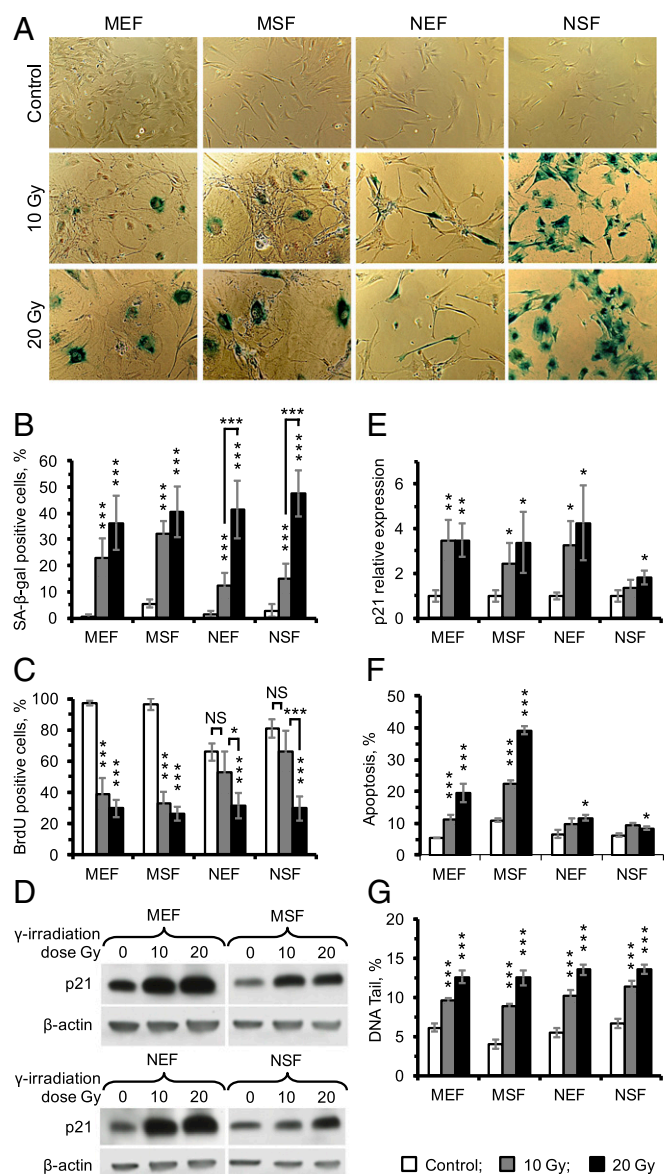 A
MEF MSF NEF NSF
Control
10 Gy
20 Gy
B
SA-β-gal positive cells, %
60
50
40
30
20
10
0
*** *** *** *** *** *** *** *** *** ***
MEF MSF NEF NSF
C
BrdU positive cells, %
100
80
60
40
20
0
*** *** *** *** NS * *** NS *** ***
MEF MSF NEF NSF
D
MEF MSF
γ-irradiation
dose Gy 0 10 20 0 10 20
p21
β-actin
NEF NSF
γ-irradiation
dose Gy 0 10 20 0 10 20
p21
β-actin
E
p21 relative expression
6
4
2
0
** ** * * * * *
MEF MSF NEF NSF
F
Apoptosis, %
50
40
30
20
10
0
*** *** *** *** * *
MEF MSF NEF NSF
G
DNA Tail, %
20
15
10
5
0
*** *** *** *** *** *** *** ***
MEF MSF NEF NSF
Control; 10 Gy; 20 Gy